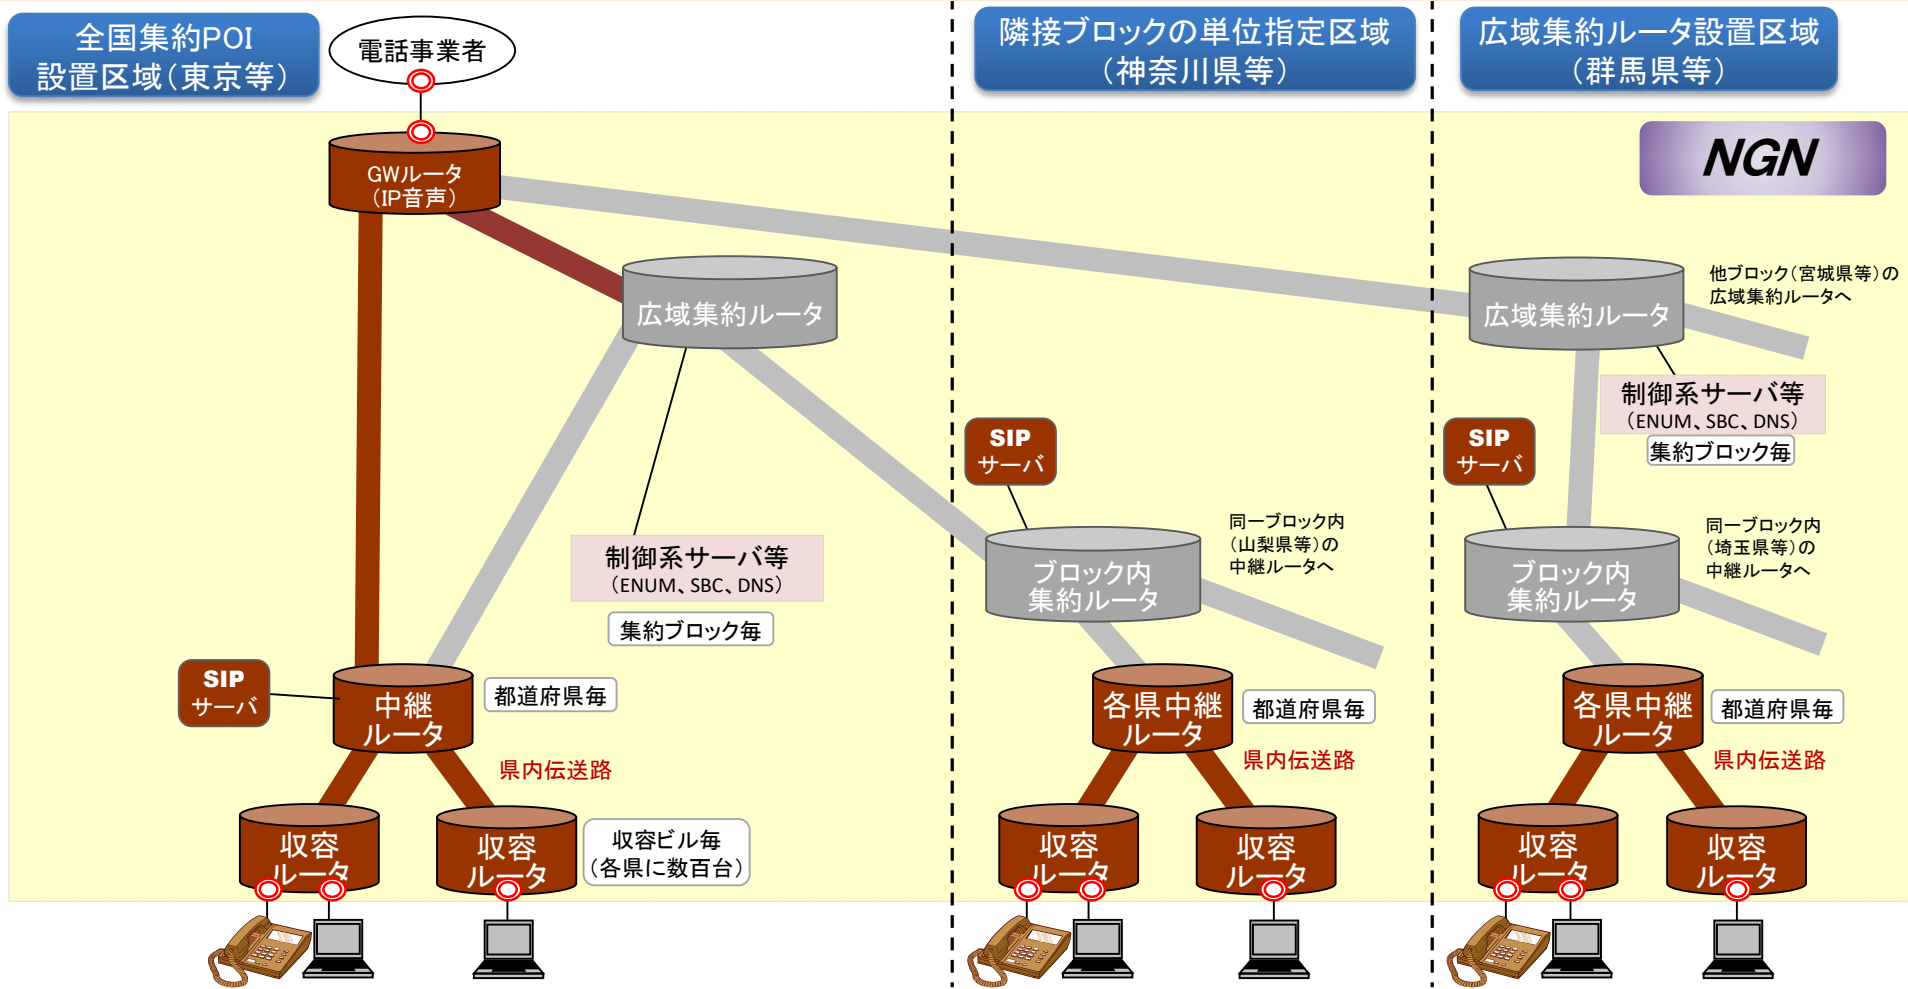 全国集約POI
設置区域(東京等)
電話事業者
隣接ブロックの単位指定区域
(神奈川県等)
広域集約ルータ設置区域
(群馬県等)
NGN
GWルータ
(IP音声)
広域集約ルータ
広域集約ルータ
他ブロック(宮城県等)の
広域集約ルータへ
制御系サーバ等
(ENUM、SBC、DNS)
集約ブロック毎
SIP
サーバ
SIP
サーバ
制御系サーバ等
(ENUM、SBC、DNS)
集約ブロック毎
ブロック内
集約ルータ
同一ブロック内
(山梨県等)の
中継ルータへ
ブロック内
集約ルータ
同一ブロック内
(埼玉県等)の
中継ルータへ
SIP
サーバ
中継
ルータ
都道府県毎
各県中継
ルータ
都道府県毎
各県中継
ルータ
都道府県毎
県内伝送路
県内伝送路
県内伝送路
収容
ルータ
収容
ルータ
収容ビル毎
(各県に数百台)
収容
ルータ
収容
ルータ
収容
ルータ
収容
ルータ